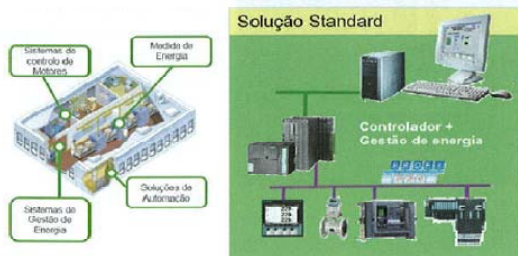 Sistemas de
controlo de
Motores
Medida de
Energia
Sistemas de
Gestão de
Energia
Soluções de
Automação
Solução Standard
Controlador +
Gestão de energia